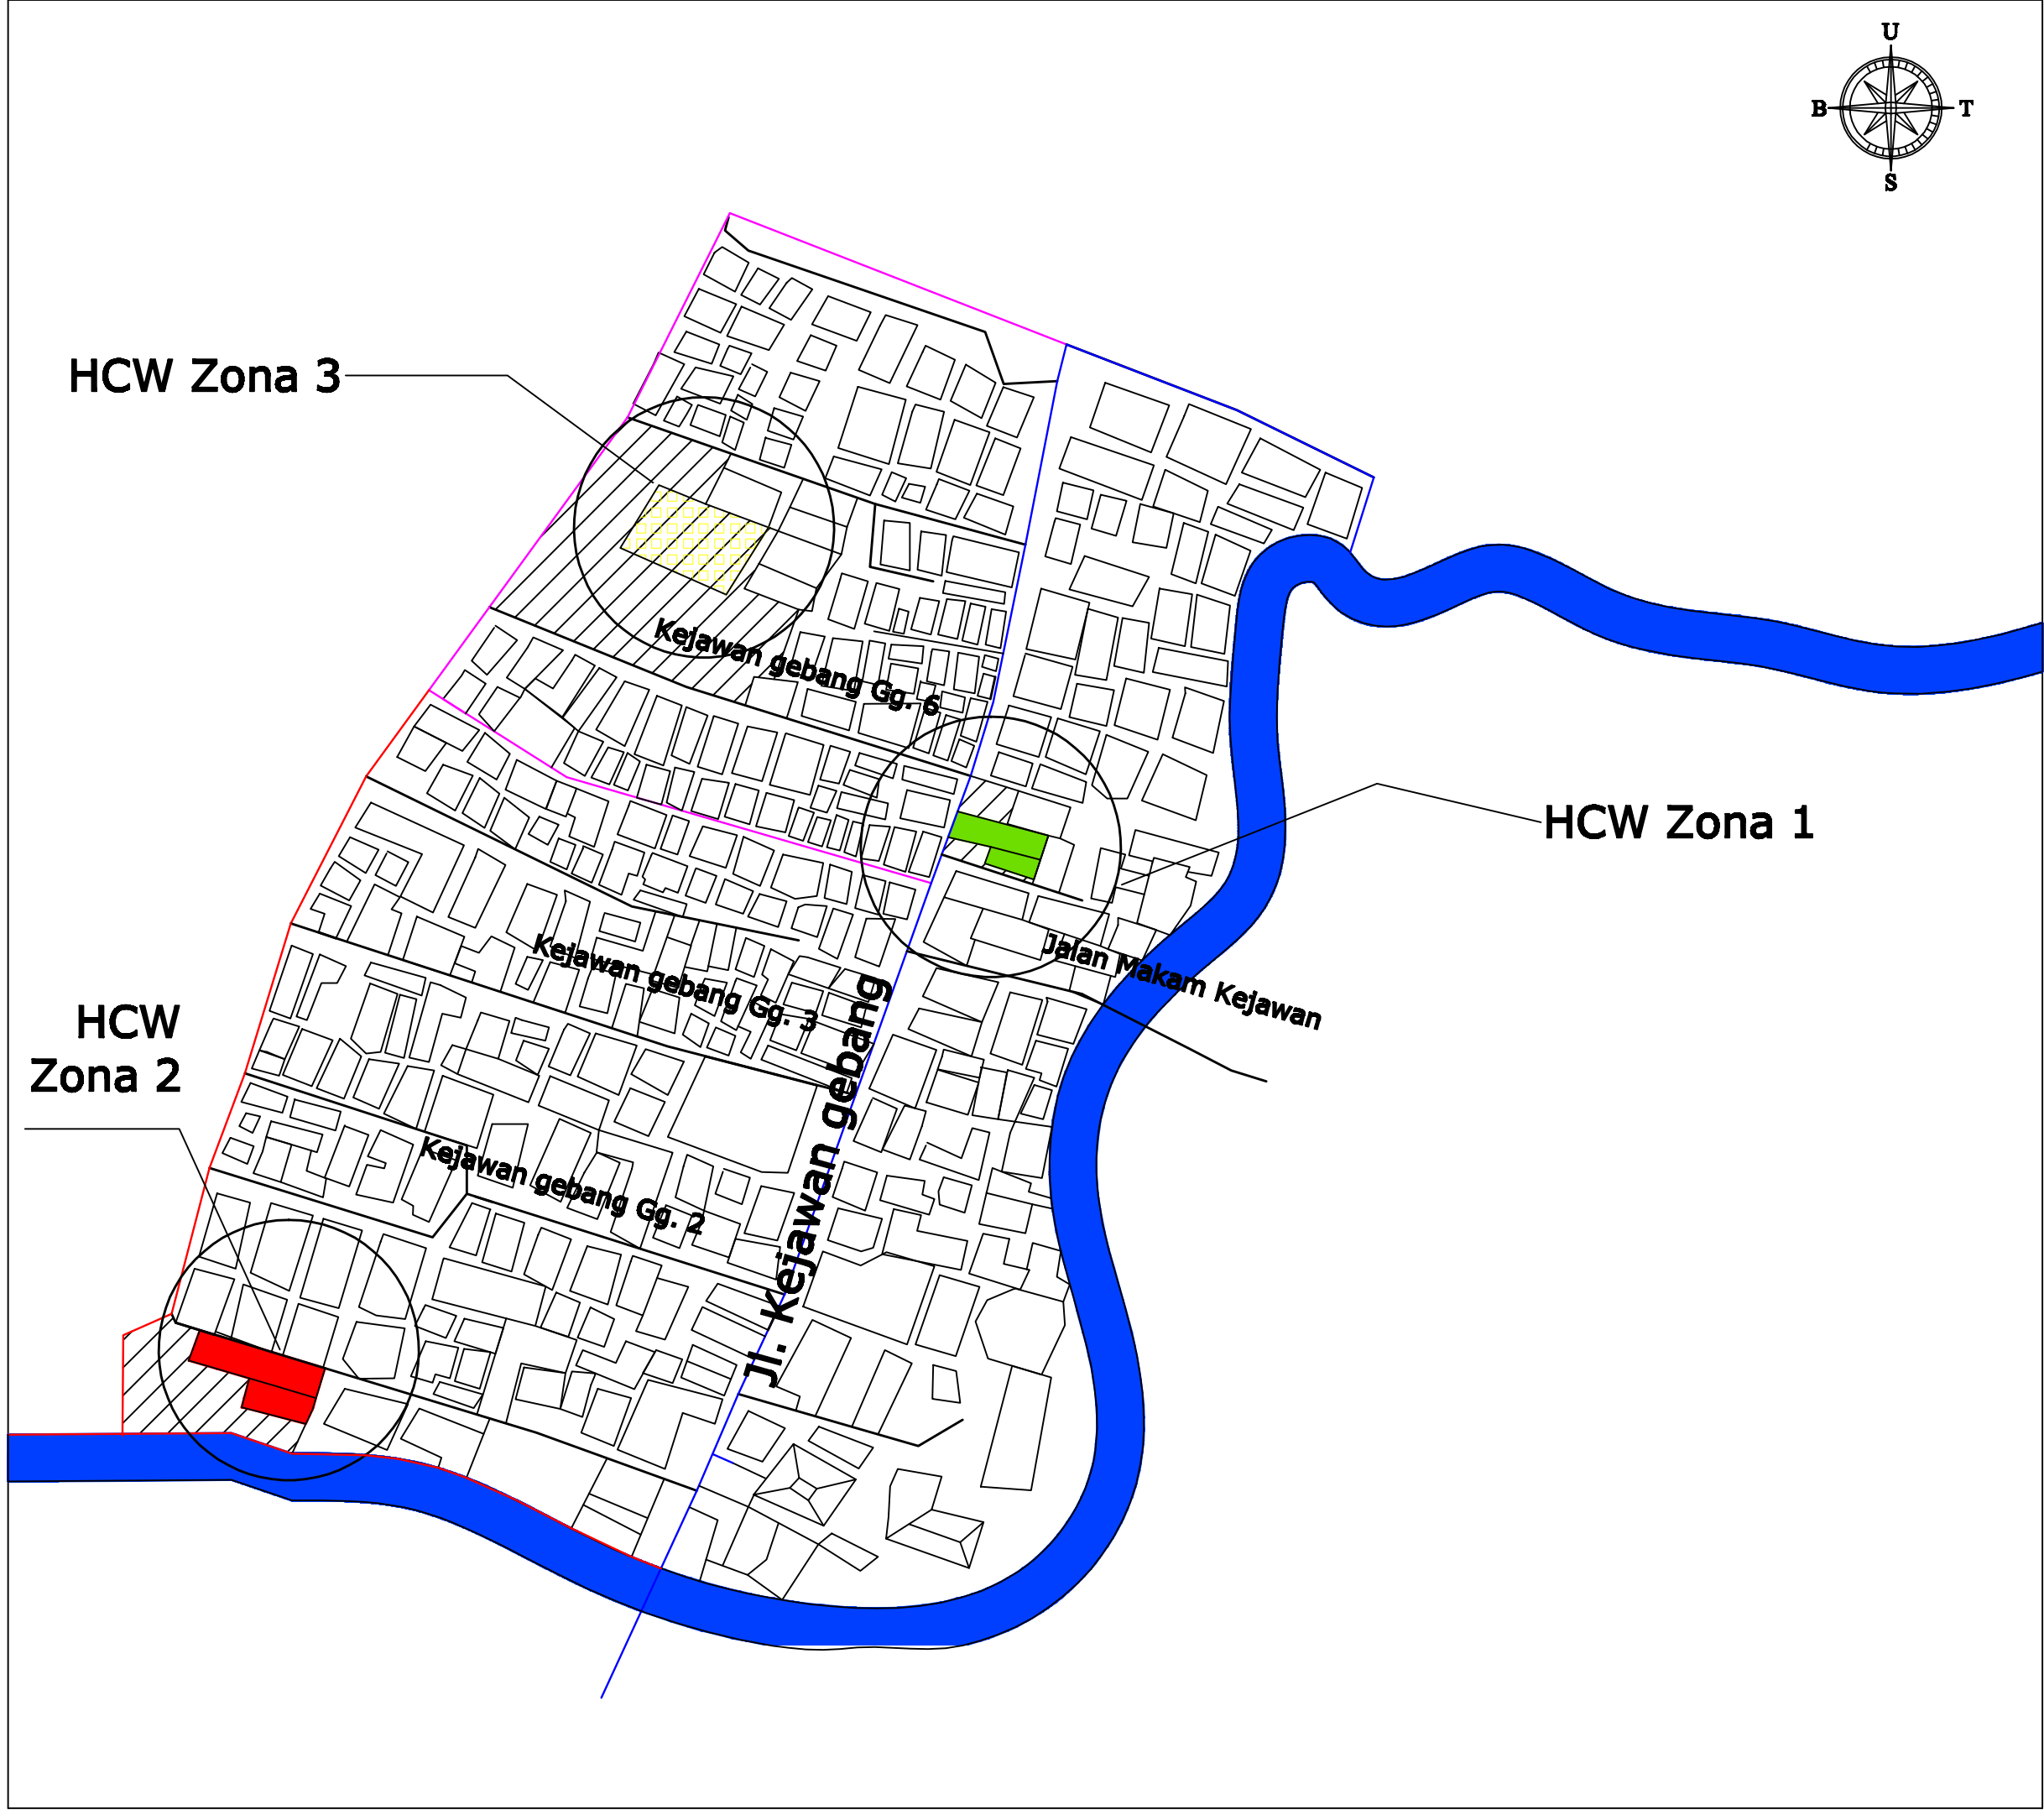 U
B
T
S
HCW Zona 3
Kejawan gebang Gg. 6
HCW Zona 1
Kejawan gebang Gg. 3
Jalan Makam Kejawan
HCW
Zona 2
Jl. Kejawan gebang
Kejawan gebang Gg. 2